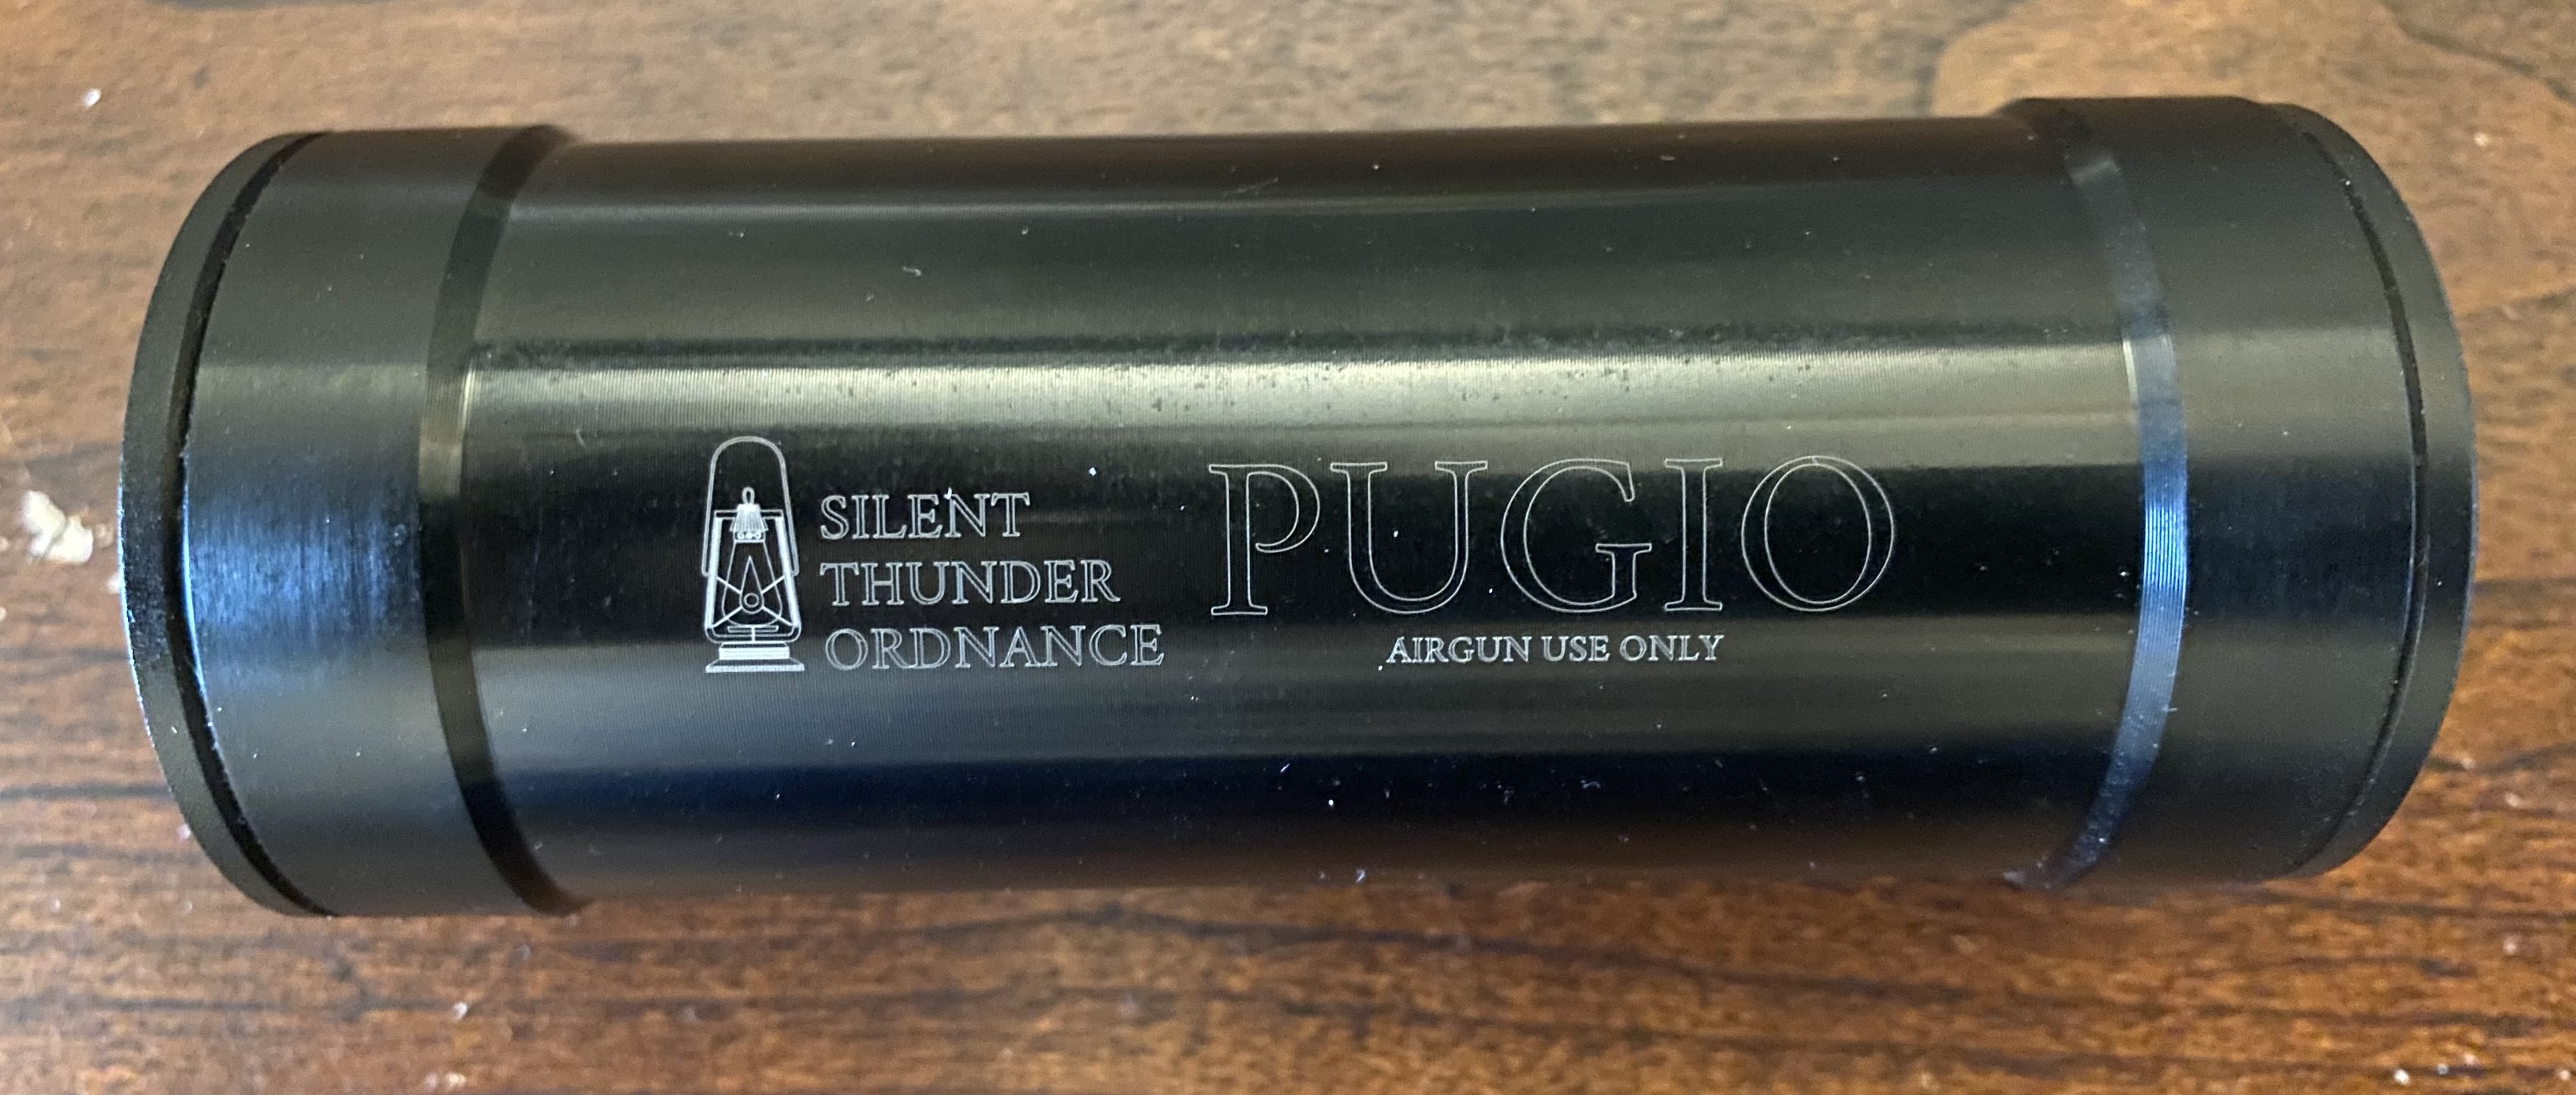 SILENT
THUNDER
ORDNANCE
PUGIO
AIRGUN USE ONLY